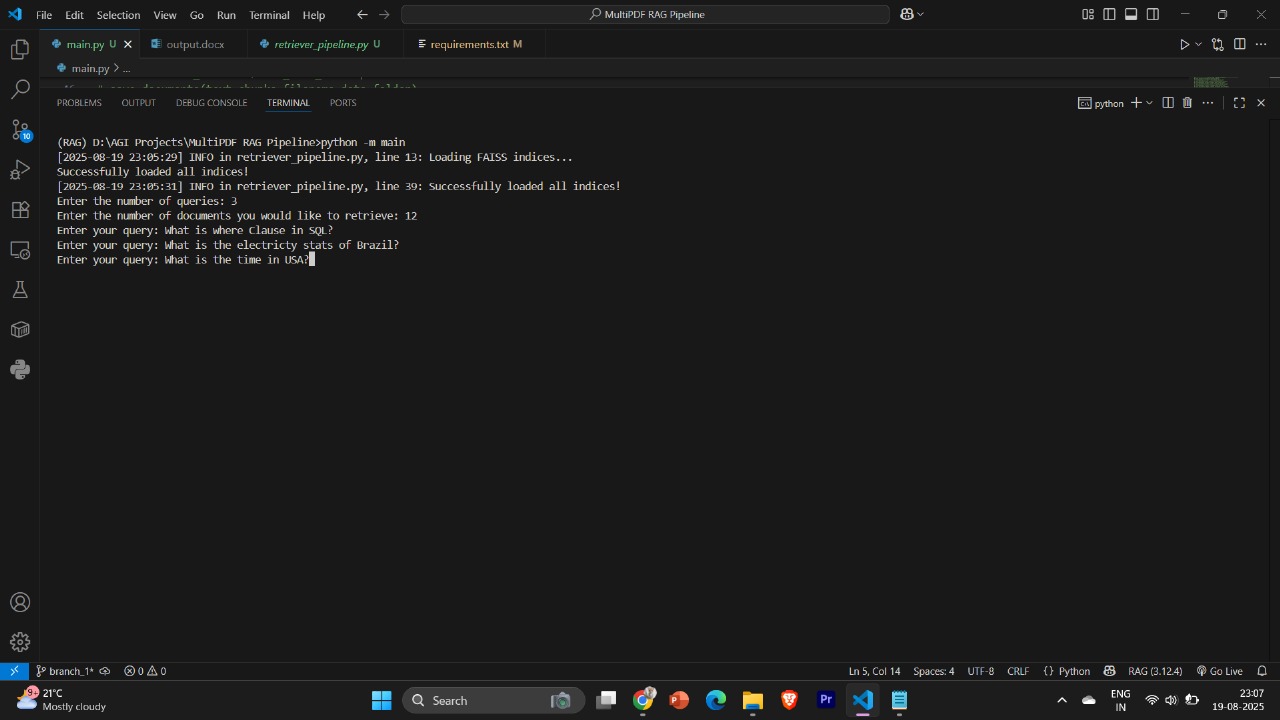 File Edit Selection View Go Run Terminal Help MultiPDF RAG Pipeline
main.py U output.docx retriever_pipeline.py U requirements.txt M
main.py > ...
PROBLEMS OUTPUT DEBUG CONSOLE TERMINAL PORTS python
(RAG) D:\AGI Projects\MultiPDF RAG Pipeline>python -m main
[2025-08-19 23:05:29] INFO in retriever_pipeline.py, line 13: Loading FAISS indices...
Successfully loaded all indices!
[2025-08-19 23:05:31] INFO in retriever_pipeline.py, line 39: Successfully loaded all indices!
Enter the number of queries: 3
Enter the number of documents you would like to retrieve: 12
Enter your query: What is where Clause in SQL?
Enter your query: What is the electricty stats of Brazil?
Enter your query: What is the time in USA?
10
branch_1* 0 0 Ln 5, Col 14 Spaces: 4 UTF-8 CRLF {} Python RAG (3.12.4) Go Live
9+ 21°C Search Pr ENG 23:07
Mostly cloudy IN 19-08-2025